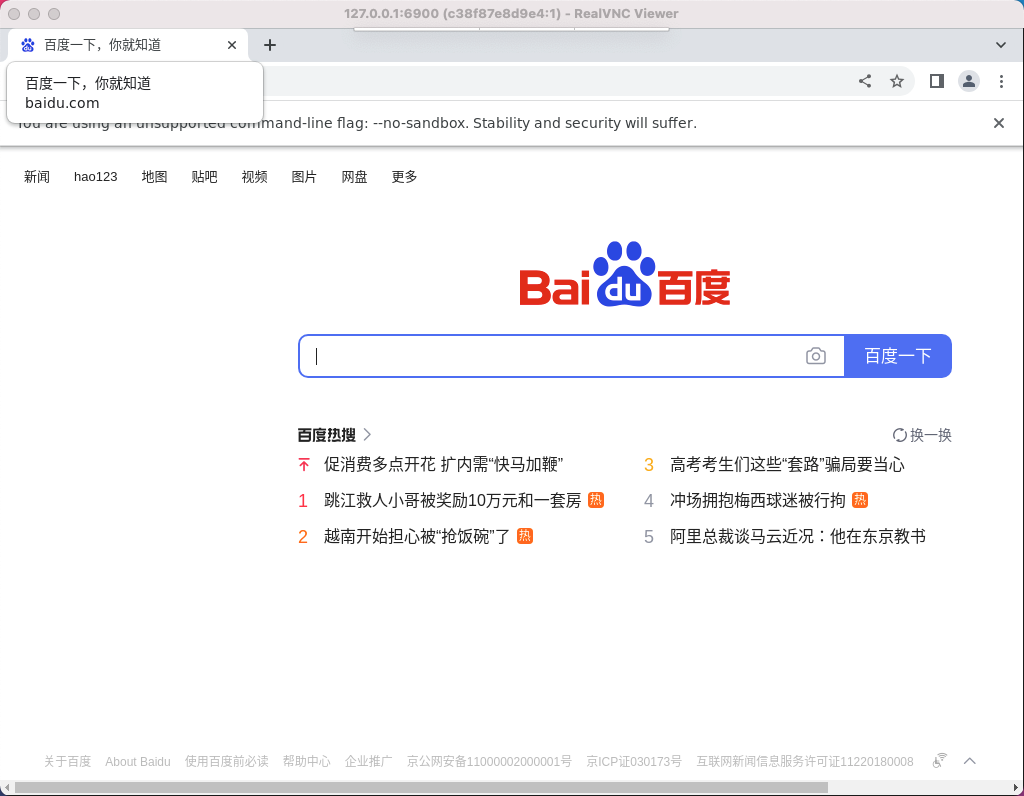 127.0.0.1:6900 (c38f87e8d9e4:1) - RealVNC Viewer
百度一下，你就知道
百度一下，你就知道
baidu.com
You are using an unsupported command-line flag: --no-sandbox. Stability and security will suffer.
新闻 hao123 地图 贴吧 视频 图片 网盘 更多
Bai du 百度
百度一下
百度热搜 换一换
促消费多点开花 扩内需“快马加鞭” 3 高考考生们这些“套路”骗局要当心
1 跳江救人小哥被奖励10万元和一套房 热 4 冲场拥抱梅西球迷被行拘 热
2 越南开始担心被“抢饭碗”了 热 5 阿里总裁谈马云近况：他在东京教书
关于百度 About Baidu 使用百度前必读 帮助中心 企业推广 京公网安备11000002000001号 京ICP证030173号 互联网新闻信息服务许可证11220180008